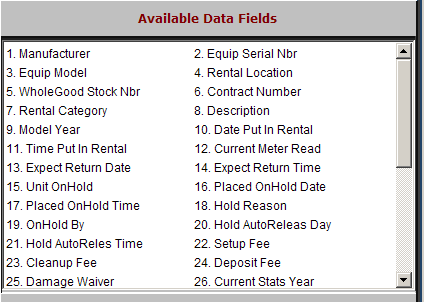 Available Data Fields
1. Manufacturer 2. Equip Serial Nbr
3. Equip Model 4. Rental Location
5. WholeGood Stock Nbr 6. Contract Number
7. Rental Category 8. Description
9. Model Year 10. Date Put In Rental
11. Time Put In Rental 12. Current Meter Read
13. Expect Return Date 14. Expect Return Time
15. Unit OnHold 16. Placed OnHold Date
17. Placed OnHold Time 18. Hold Reason
19. OnHold By 20. Hold AutoReleas Day
21. Hold AutoReles Time 22. Setup Fee
23. Cleanup Fee 24. Deposit Fee
25. Damage Waiver 26. Current Stats Year